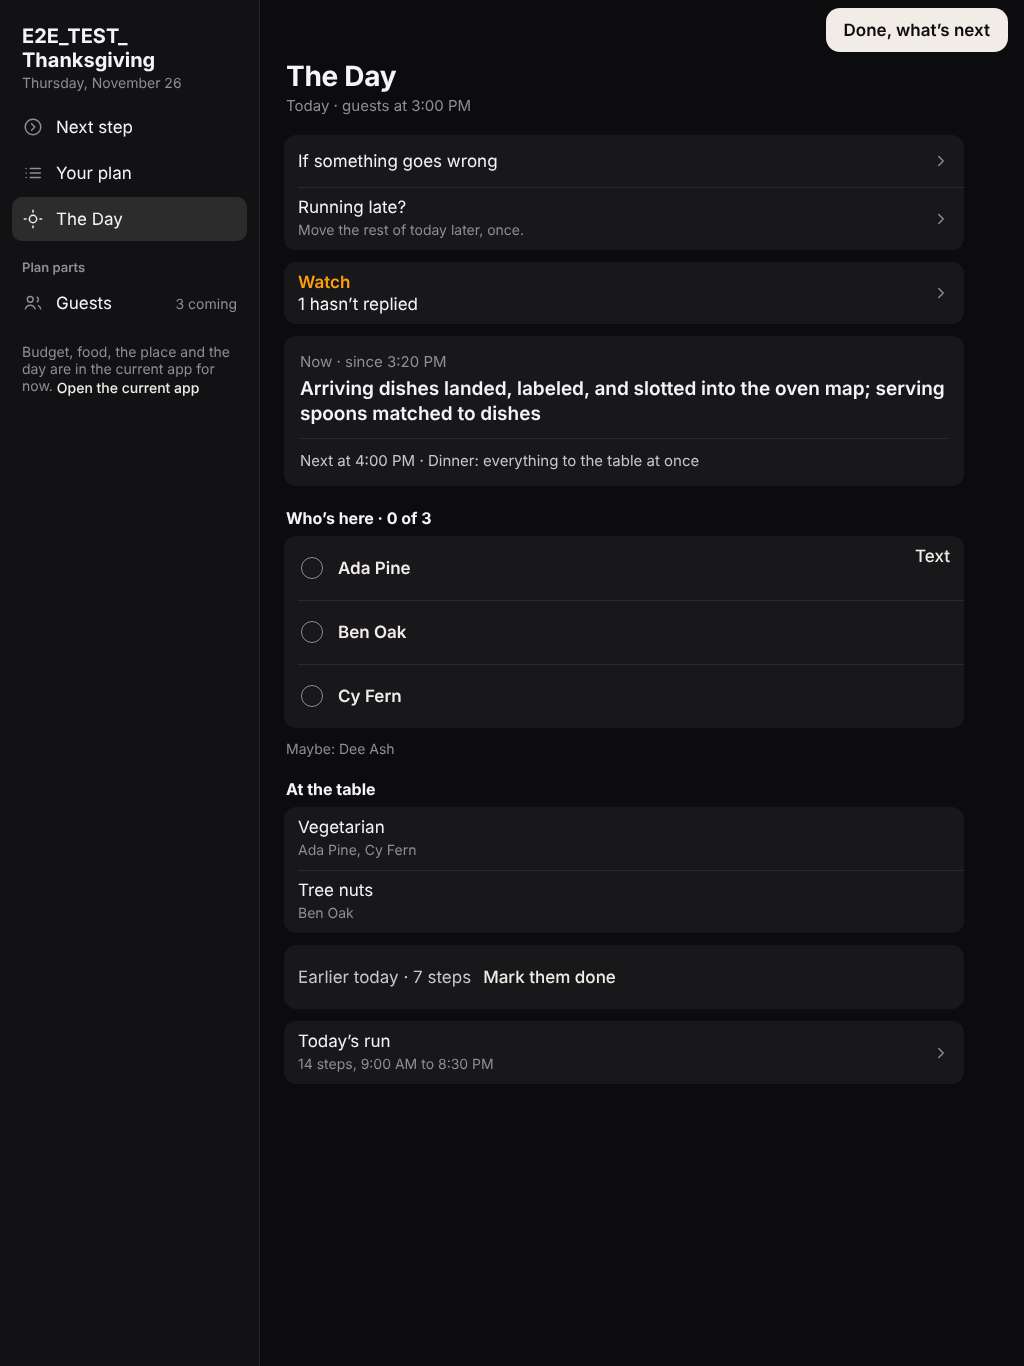 E2E_TEST_
Thanksgiving
Thursday, November 26
Next step
Your plan
The Day
Plan parts
Guests
3 coming
Budget, food, the place and the
day are in the current app for
now. Open the current app
Done, what’s next
The Day
Today · guests at 3:00 PM
If something goes wrong
Running late?
Move the rest of today later, once.
Watch
1 hasn’t replied
Now · since 3:20 PM
Arriving dishes landed, labeled, and slotted into the oven map; serving
spoons matched to dishes
Next at 4:00 PM · Dinner: everything to the table at once
Who’s here · 0 of 3
Ada Pine
Text
Ben Oak
Cy Fern
Maybe: Dee Ash
At the table
Vegetarian
Ada Pine, Cy Fern
Tree nuts
Ben Oak
Earlier today · 7 steps Mark them done
Today’s run
14 steps, 9:00 AM to 8:30 PM